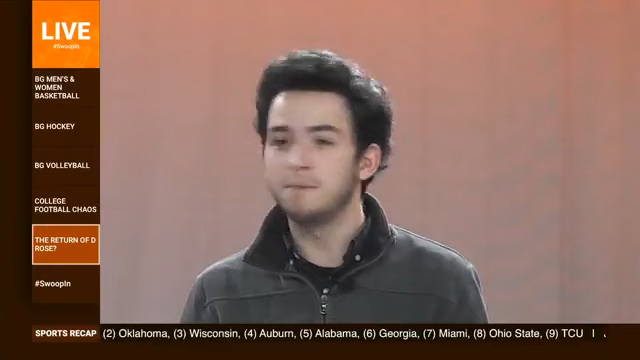 LIVE
#SwoopIn
BG MEN'S &
WOMEN
BASKETBALL
BG HOCKEY
BG VOLLEYBALL
COLLEGE
FOOTBALL CHAOS
THE RETURN OF D
ROSE?
#SwoopIn
SPORTS RECAP
(2) Oklahoma, (3) Wisconsin, (4) Auburn, (5) Alabama, (6) Georgia, (7) Miami, (8) Ohio State, (9) TCU I